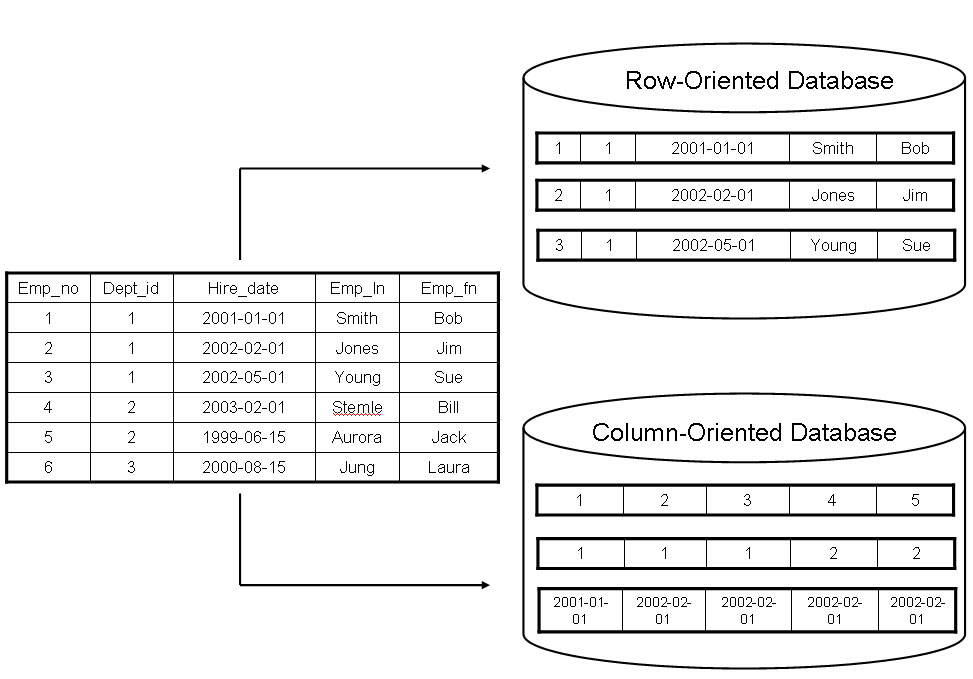 Row-Oriented Database
1 1 2001-01-01 Smith Bob
2 1 2002-02-01 Jones Jim
3 1 2002-05-01 Young Sue
Emp_no Dept_id Hire_date Emp_ln Emp_fn
1 1 2001-01-01 Smith Bob
2 1 2002-02-01 Jones Jim
3 1 2002-05-01 Young Sue
4 2 2003-02-01 Stemle Bill
5 2 1999-06-15 Aurora Jack
6 3 2000-08-15 Jung Laura
Column-Oriented Database
1 2 3 4 5
1 1 1 2 2
2001-01- 2002-02- 2002-02- 2002-02- 2002-02-
01 01 01 01 01